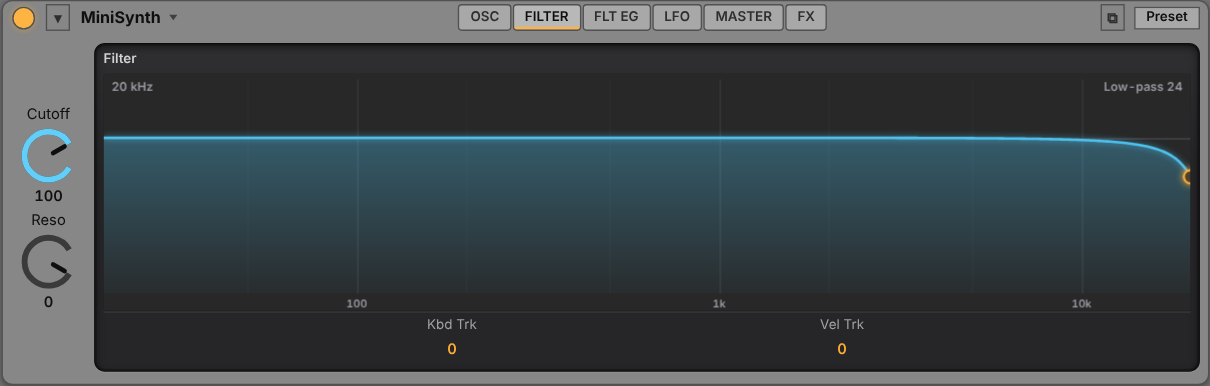 MiniSynth
OSC
FILTER
FLT EG
LFO
MASTER
FX
Preset
Filter
20 kHz
Low-pass 24
Cutoff
100
Reso
0
100
1k
10k
Kbd Trk
Vel Trk
0
0